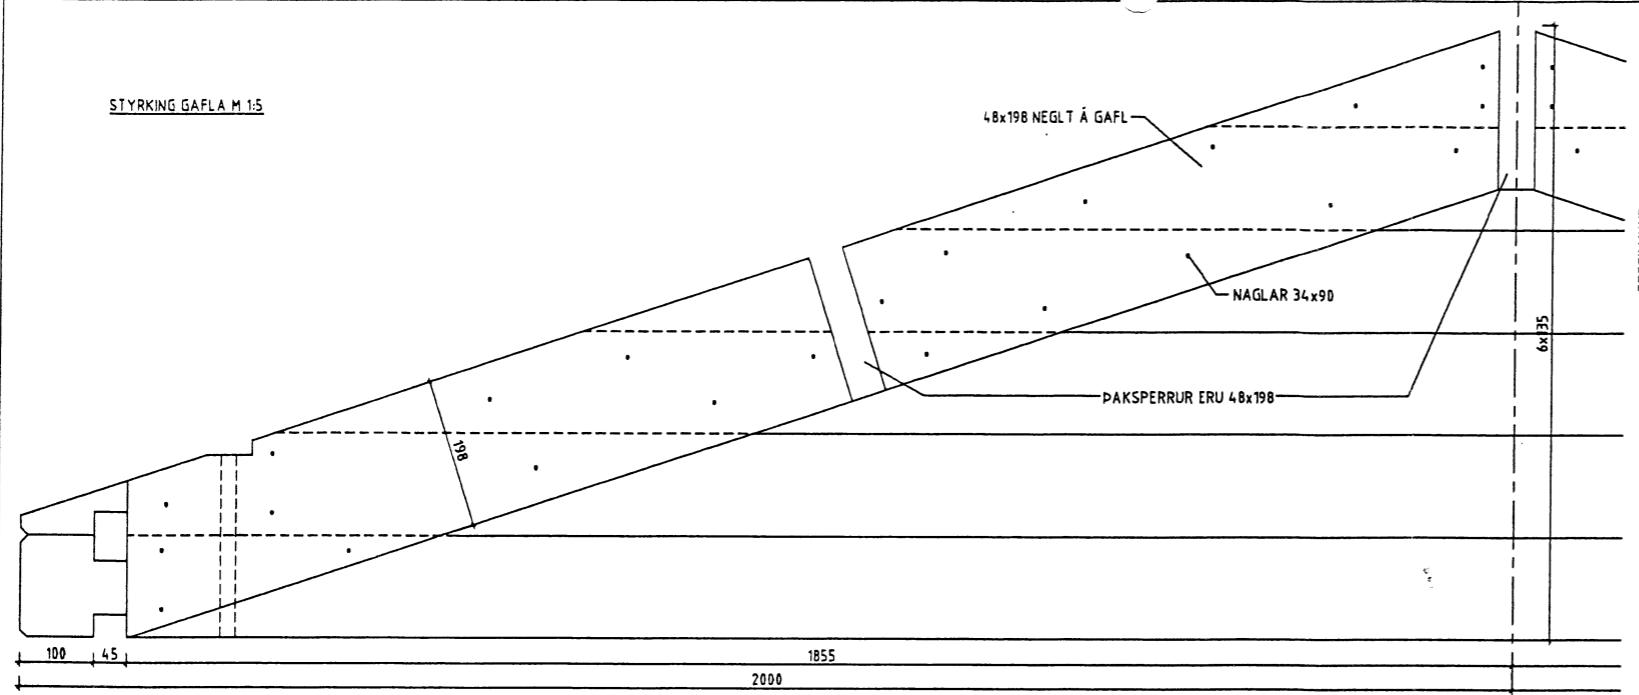 STYRKING GAFLA M 1:5
48x198 NEGLT Á GAFL
NAGLAR 34x90
6x135
ÞAKSPERRUR ERU 48x198
198
100
45
1855
2000